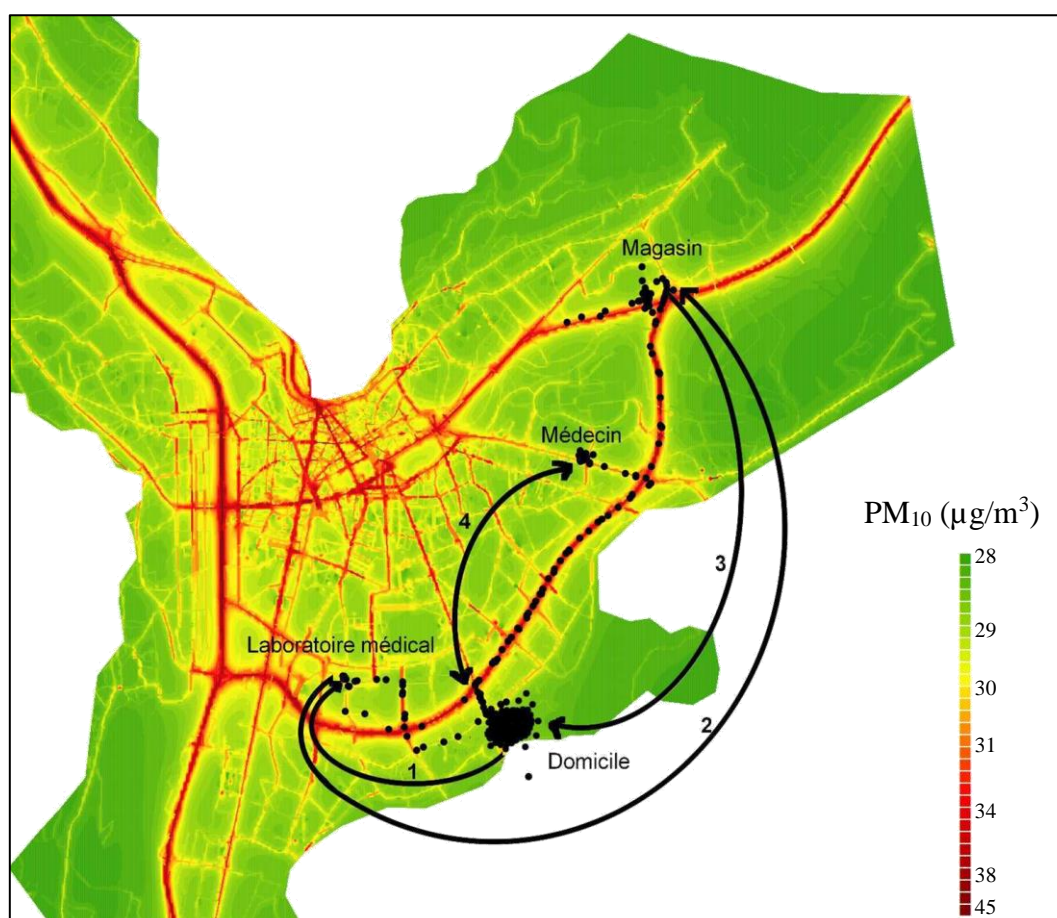 Magasin
Médecin
4
PM₁₀ (µg/m³)
28
3
29
Laboratoire médical
30
2
31
Domicile
1
34
38
45